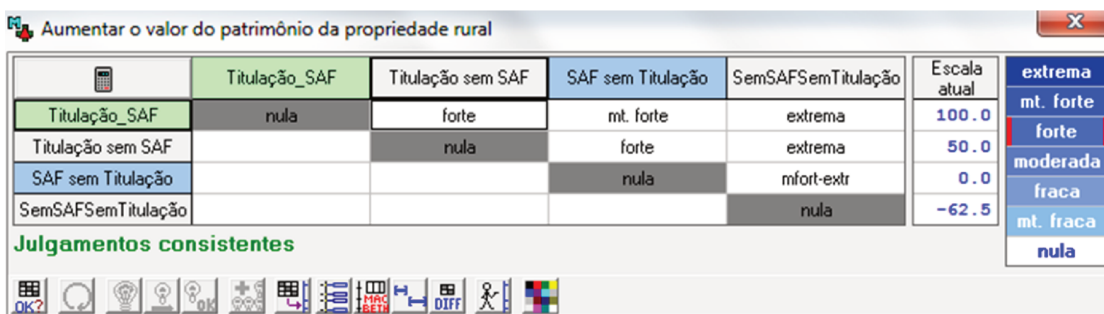 Aumentar o valor do patrimônio da propriedade rural
Titulação_SAF Titulação sem SAF SAF sem Titulação SemSAFSemTitulação Escala atual
Titulação_SAF nula forte mt. forte extrema 100.0
Titulação sem SAF nula forte extrema 50.0
SAF sem Titulação nula mfort-extr 0.0
SemSAFSemTitulação nula -62.5
extrema
mt. forte
forte
moderada
fraca
mt. fraca
nula
Julgamentos consistentes
OK? OK MAC BETH DIFF